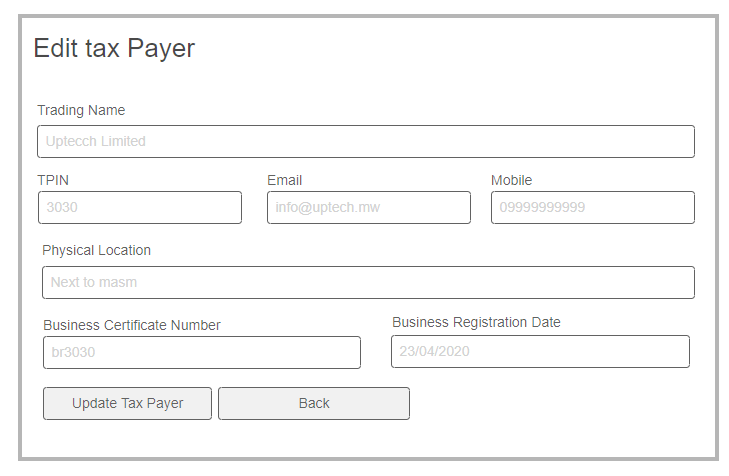 Edit tax Payer
Trading Name
Uptecch Limited
TPIN Email Mobile
3030 info@uptech.mw 09999999999
Physical Location
Next to masm
Business Certificate Number Business Registration Date
br3030 23/04/2020
Update Tax Payer Back